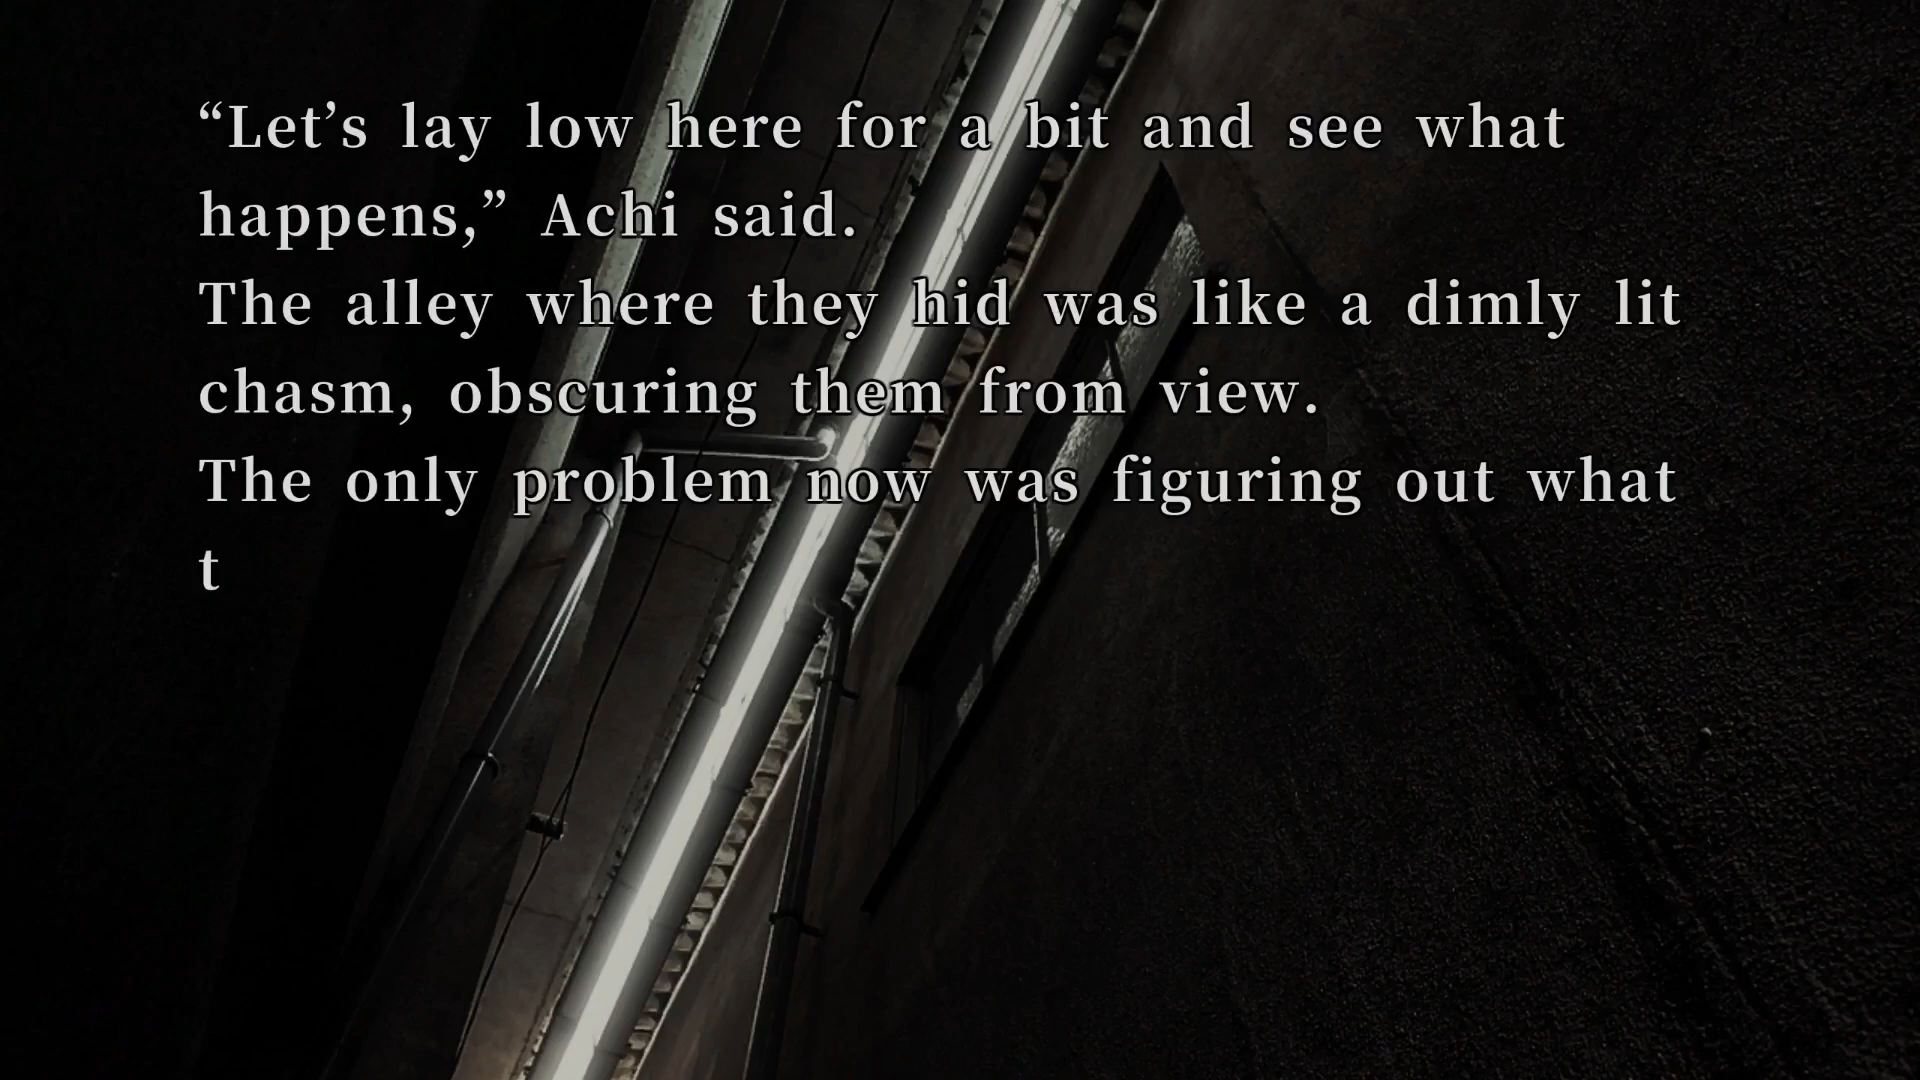 “Let’s lay low here for a bit and see what
happens,” Achi said.
The alley where they hid was like a dimly lit
chasm, obscuring them from view.
The only problem now was figuring out what
t